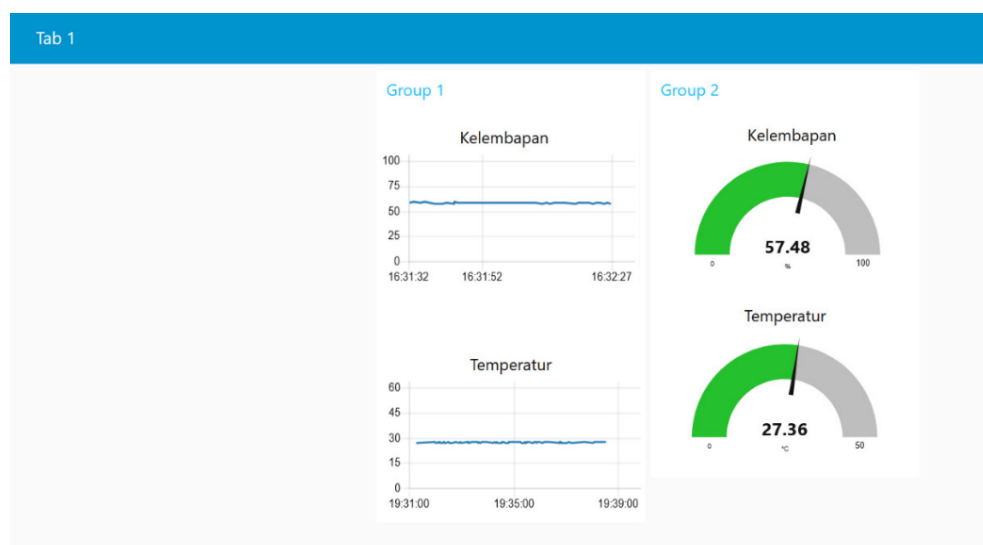 Tab 1
Group 1
Kelembapan
100
75
50
25
0
16:31:32 16:31:52 16:32:27
Temperatur
60
45
30
15
0
19:31:00 19:35:00 19:39:00
Group 2
Kelembapan
57.48
0 % 100
Temperatur
27.36
0 °C 50